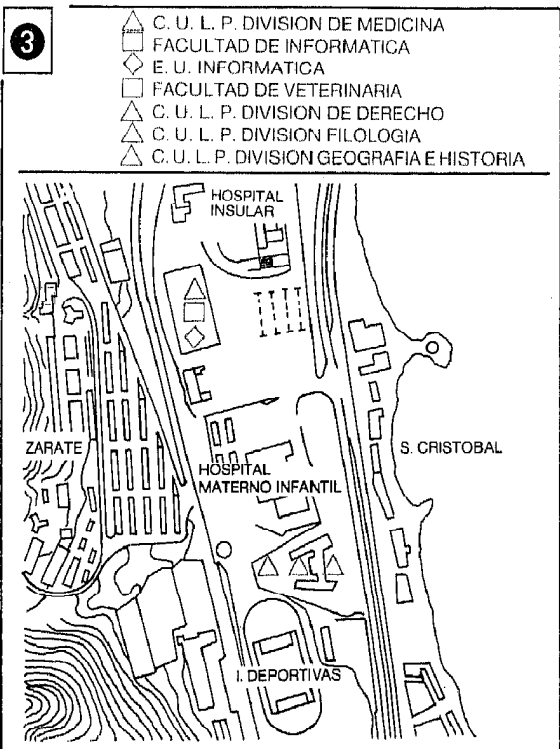 3
C. U. L. P. DIVISION DE MEDICINA
FACULTAD DE INFORMATICA
E. U. INFORMATICA
FACULTAD DE VETERINARIA
C. U. L. P. DIVISION DE DERECHO
C. U. L. P. DIVISION FILOLOGIA
C. U. L. P. DIVISION GEOGRAFIA E HISTORIA
HOSPITAL
INSULAR
ZARATE
S. CRISTOBAL
HOSPITAL
MATERNO INFANTIL
I. DEPORTIVAS